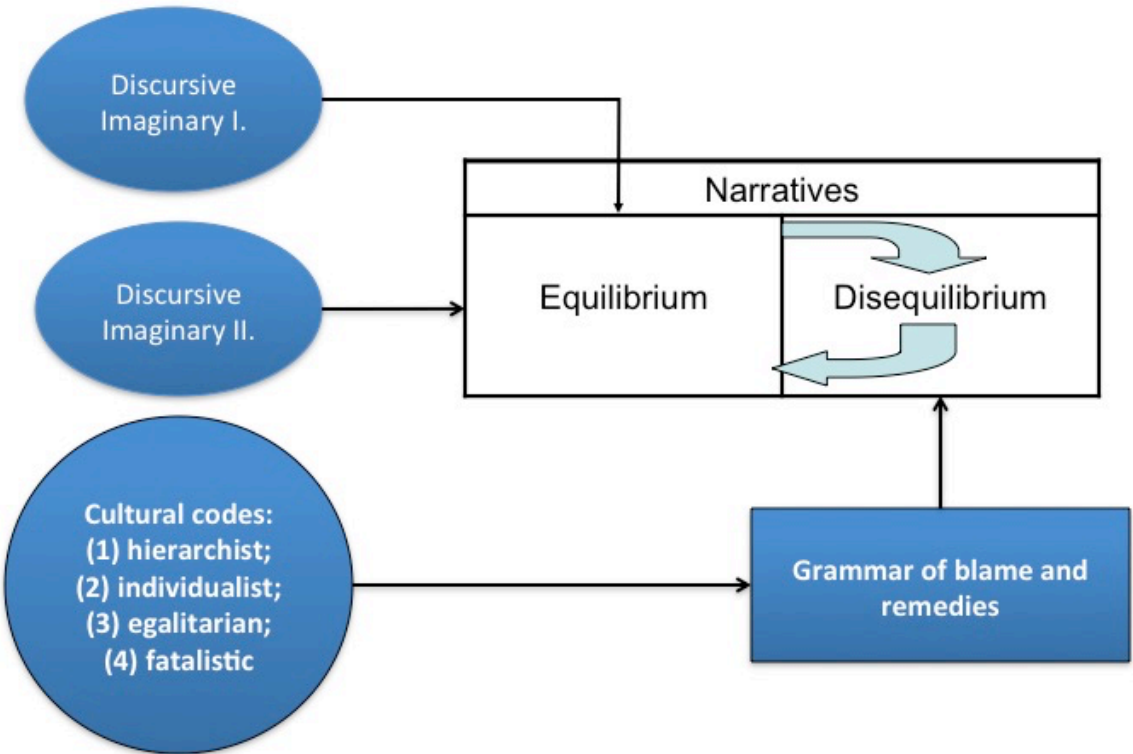 Discursive
Imaginary I.
Narratives
Discursive
Imaginary II.
Equilibrium
Disequilibrium
Cultural codes:
(1) hierarchist;
(2) individualist;
(3) egalitarian;
(4) fatalistic
Grammar of blame and
remedies